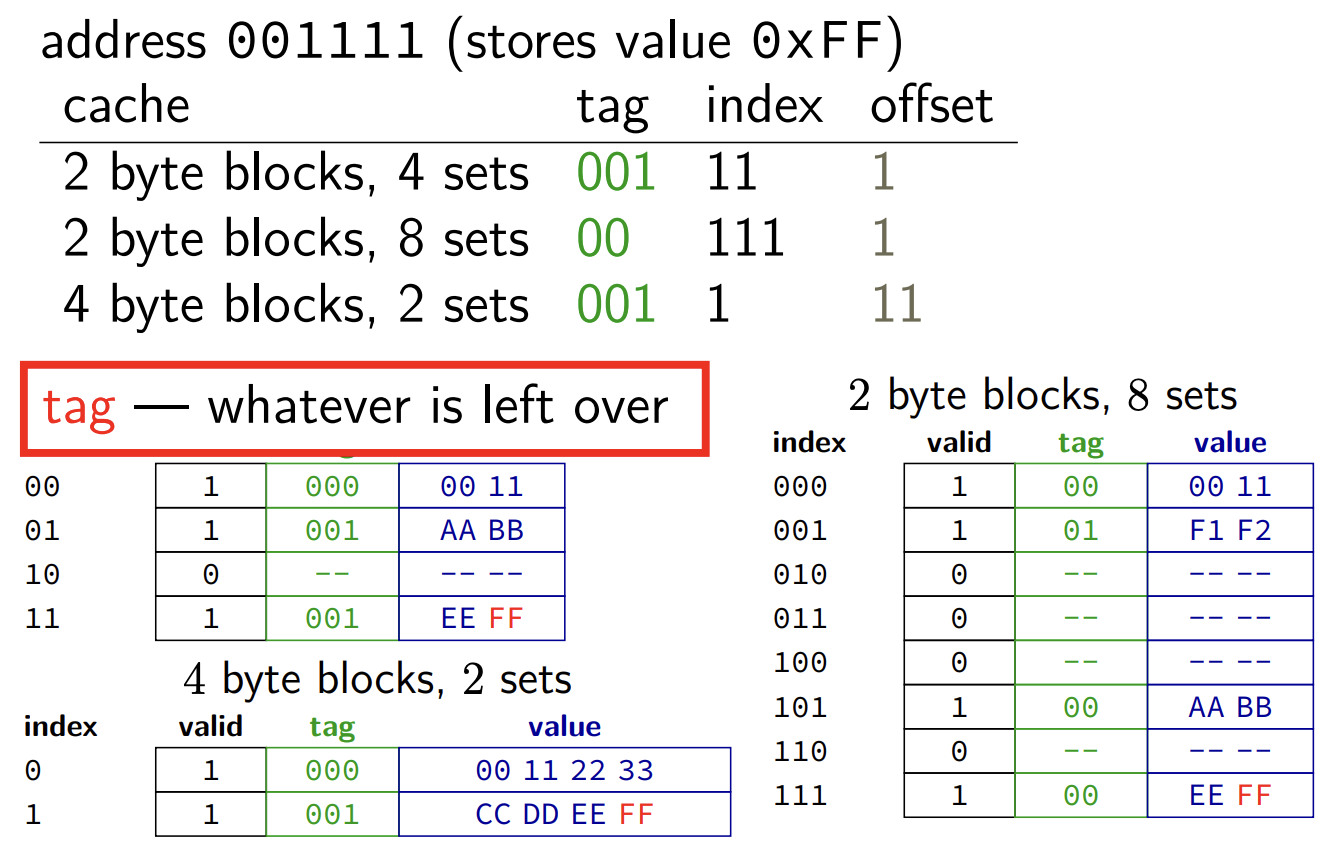 address 001111 (stores value 0xFF)
cache tag index offset
2 byte blocks, 4 sets 001 11 1
2 byte blocks, 8 sets 00 111 1
4 byte blocks, 2 sets 001 1 11
tag — whatever is left over
00 1 000 00 11
01 1 001 AA BB
10 0 -- -- --
11 1 001 EE FF
4 byte blocks, 2 sets
index valid tag value
0 1 000 00 11 22 33
1 1 001 CC DD EE FF
2 byte blocks, 8 sets
index valid tag value
000 1 00 00 11
001 1 01 F1 F2
010 0 -- -- --
011 0 -- -- --
100 0 -- -- --
101 1 00 AA BB
110 0 -- -- --
111 1 00 EE FF